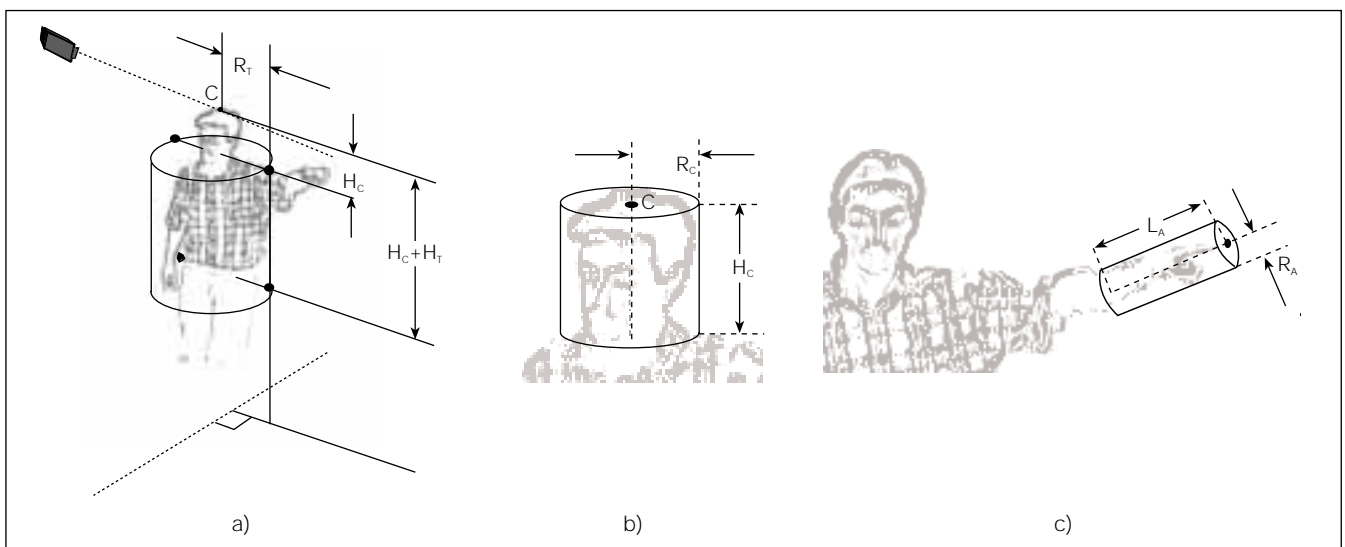 R_T
C
H_C
H_C+H_T
a)
R_C
C
H_C
b)
L_A
R_A
c)